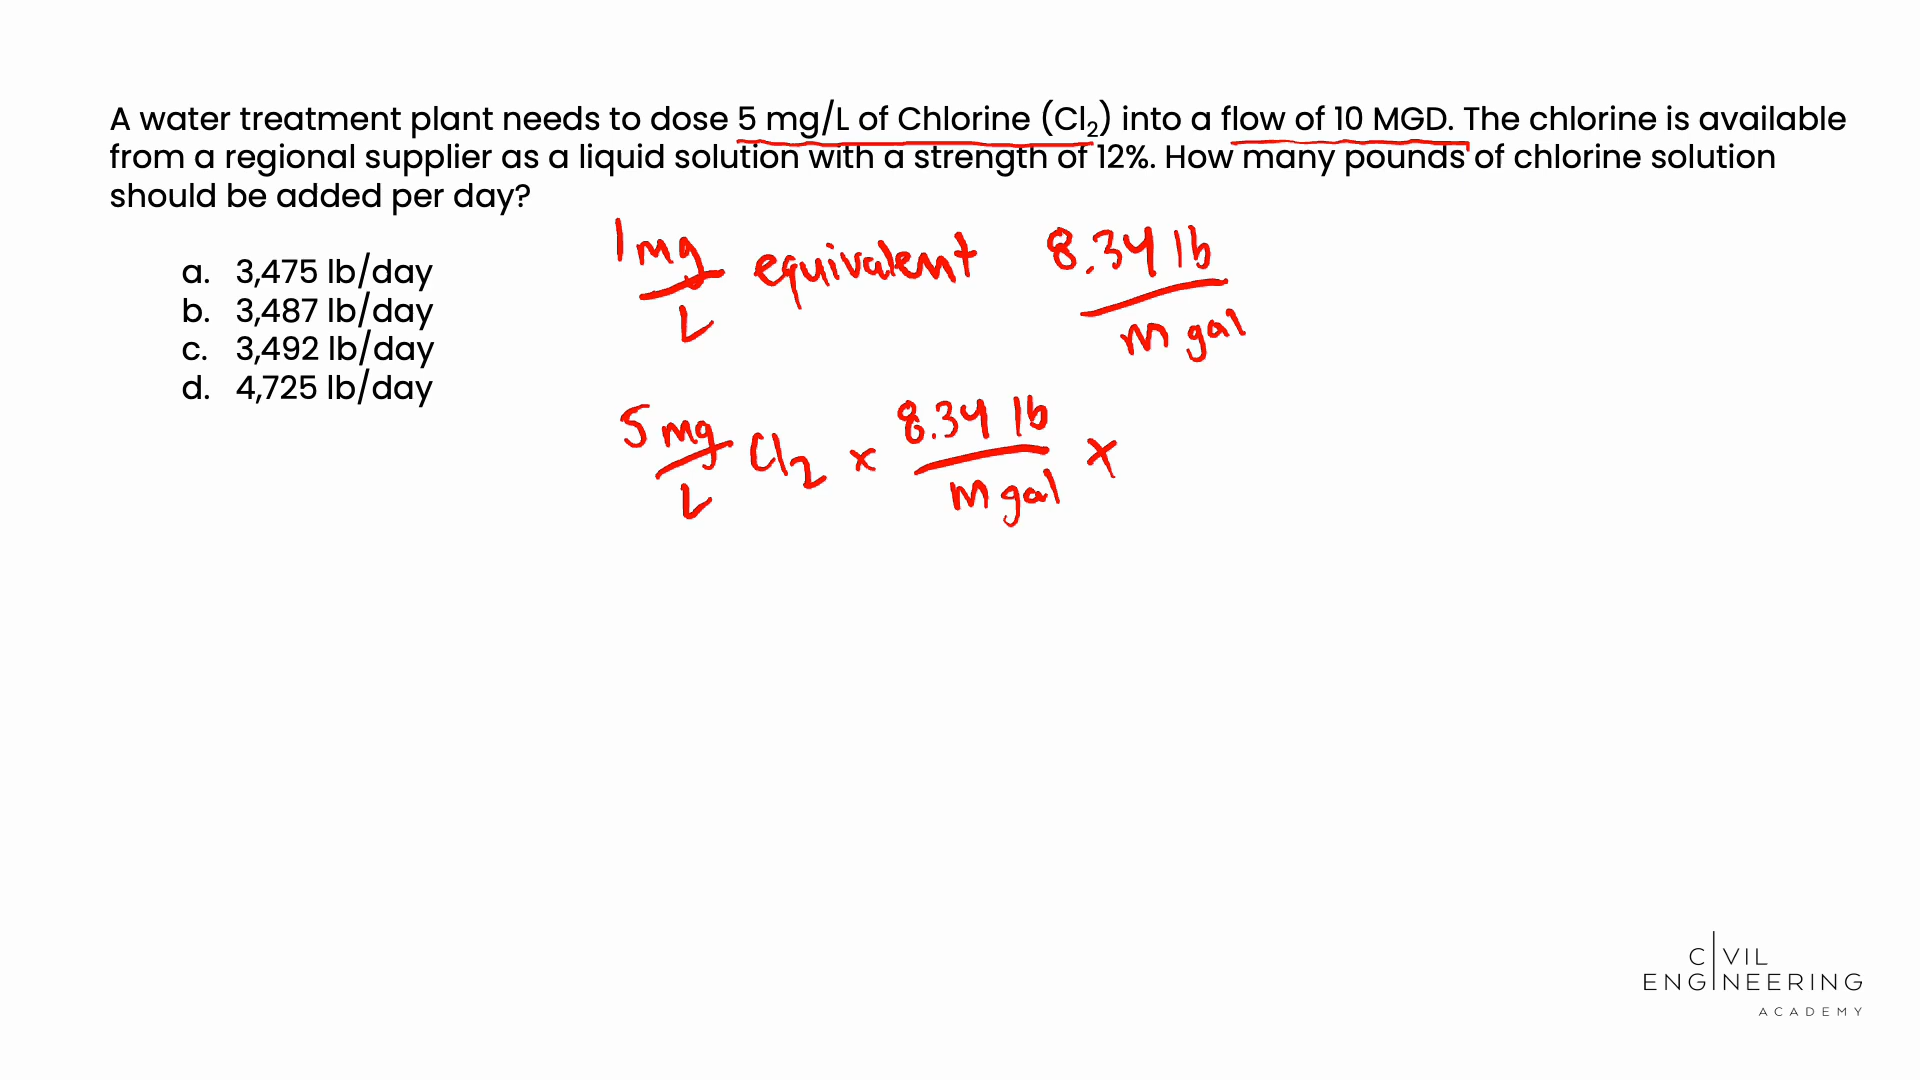 A water treatment plant needs to dose 5 mg/L of Chlorine (Cl₂) into a flow of 10 MGD. The chlorine is available
from a regional supplier as a liquid solution with a strength of 12%. How many pounds of chlorine solution
should be added per day?
a. 3,475 lb/day
b. 3,487 lb/day
c. 3,492 lb/day
d. 4,725 lb/day
1 mg/L equivalent 8.34 lb/M gal
5 mg/L Cl₂ x 8.34 lb/M gal x
CIVIL
ENGINEERING
ACADEMY